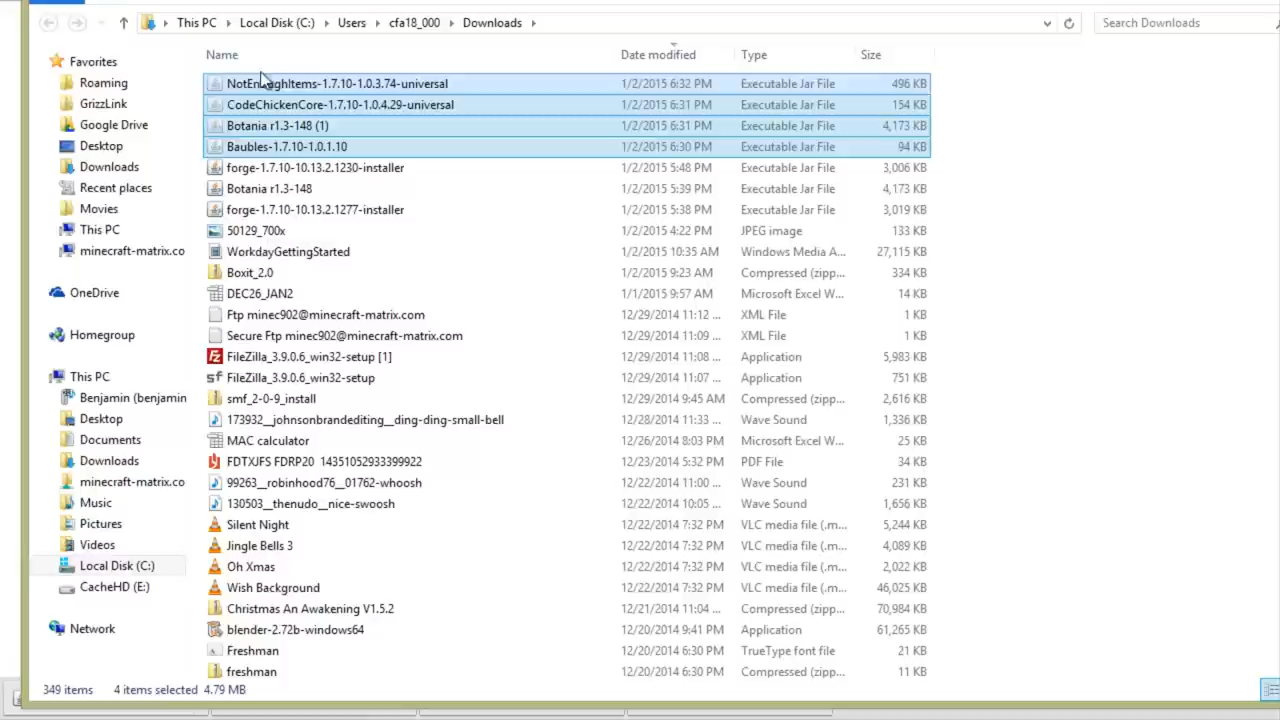 This PC Local Disk (C:) Users cfa18_000 Downloads Search Downloads
Name Date modified Type Size
Favorites
Roaming
GrizzLink
Google Drive
Desktop
Downloads
Recent places
Movies
This PC
minecraft-matrix.co
OneDrive
Homegroup
This PC
Benjamin (benjamin
Desktop
Documents
Downloads
minecraft-matrix.co
Music
Pictures
Videos
Local Disk (C:)
CacheHD (E:)
Network
NotEnoughItems-1.7.10-1.0.3.74-universal 1/2/2015 6:32 PM Executable Jar File 496 KB
CodeChickenCore-1.7.10-1.0.4.29-universal 1/2/2015 6:31 PM Executable Jar File 154 KB
Botania r1.3-148 (1) 1/2/2015 6:31 PM Executable Jar File 4,173 KB
Baubles-1.7.10-1.0.1.10 1/2/2015 6:30 PM Executable Jar File 94 KB
forge-1.7.10-10.13.2.1230-installer 1/2/2015 5:48 PM Executable Jar File 3,006 KB
Botania r1.3-148 1/2/2015 5:39 PM Executable Jar File 4,173 KB
forge-1.7.10-10.13.2.1277-installer 1/2/2015 5:38 PM Executable Jar File 3,019 KB
50129_700x 1/2/2015 4:22 PM JPEG image 133 KB
WorkdayGettingStarted 1/2/2015 10:35 AM Windows Media A... 27,115 KB
Boxit_2.0 1/2/2015 9:23 AM Compressed (zipp... 334 KB
DEC26_JAN2 1/1/2015 9:57 AM Microsoft Excel W... 14 KB
Ftp minec902@minecraft-matrix.com 12/29/2014 11:12 ... XML File 1 KB
Secure Ftp minec902@minecraft-matrix.com 12/29/2014 11:09 ... XML File 1 KB
FileZilla_3.9.0.6_win32-setup [1] 12/29/2014 11:08 ... Application 5,983 KB
FileZilla_3.9.0.6_win32-setup 12/29/2014 11:07 ... Application 751 KB
smf_2-0-9_install 12/29/2014 9:45 AM Compressed (zipp... 2,616 KB
173932__johnsonbrandediting__ding-ding-small-bell 12/28/2014 11:33 ... Wave Sound 1,336 KB
MAC calculator 12/26/2014 8:03 PM Microsoft Excel W... 25 KB
FDTXJFS FDRP20 14351052933399922 12/23/2014 5:32 PM PDF File 34 KB
99263__robinhood76__01762-whoosh 12/22/2014 11:00 ... Wave Sound 231 KB
130503__thenudo__nice-swoosh 12/22/2014 10:05 ... Wave Sound 1,656 KB
Silent Night 12/22/2014 7:32 PM VLC media file (.m... 5,244 KB
Jingle Bells 3 12/22/2014 7:32 PM VLC media file (.m... 4,089 KB
Oh Xmas 12/22/2014 7:32 PM VLC media file (.m... 2,022 KB
Wish Background 12/22/2014 7:32 PM VLC media file (.m... 46,025 KB
Christmas An Awakening V1.5.2 12/21/2014 11:04 ... Compressed (zipp... 70,984 KB
blender-2.72b-windows64 12/20/2014 9:41 PM Application 61,265 KB
Freshman 12/20/2014 6:30 PM TrueType font file 21 KB
freshman 12/20/2014 6:30 PM Compressed (zipp... 11 KB
349 items 4 items selected 4.79 MB